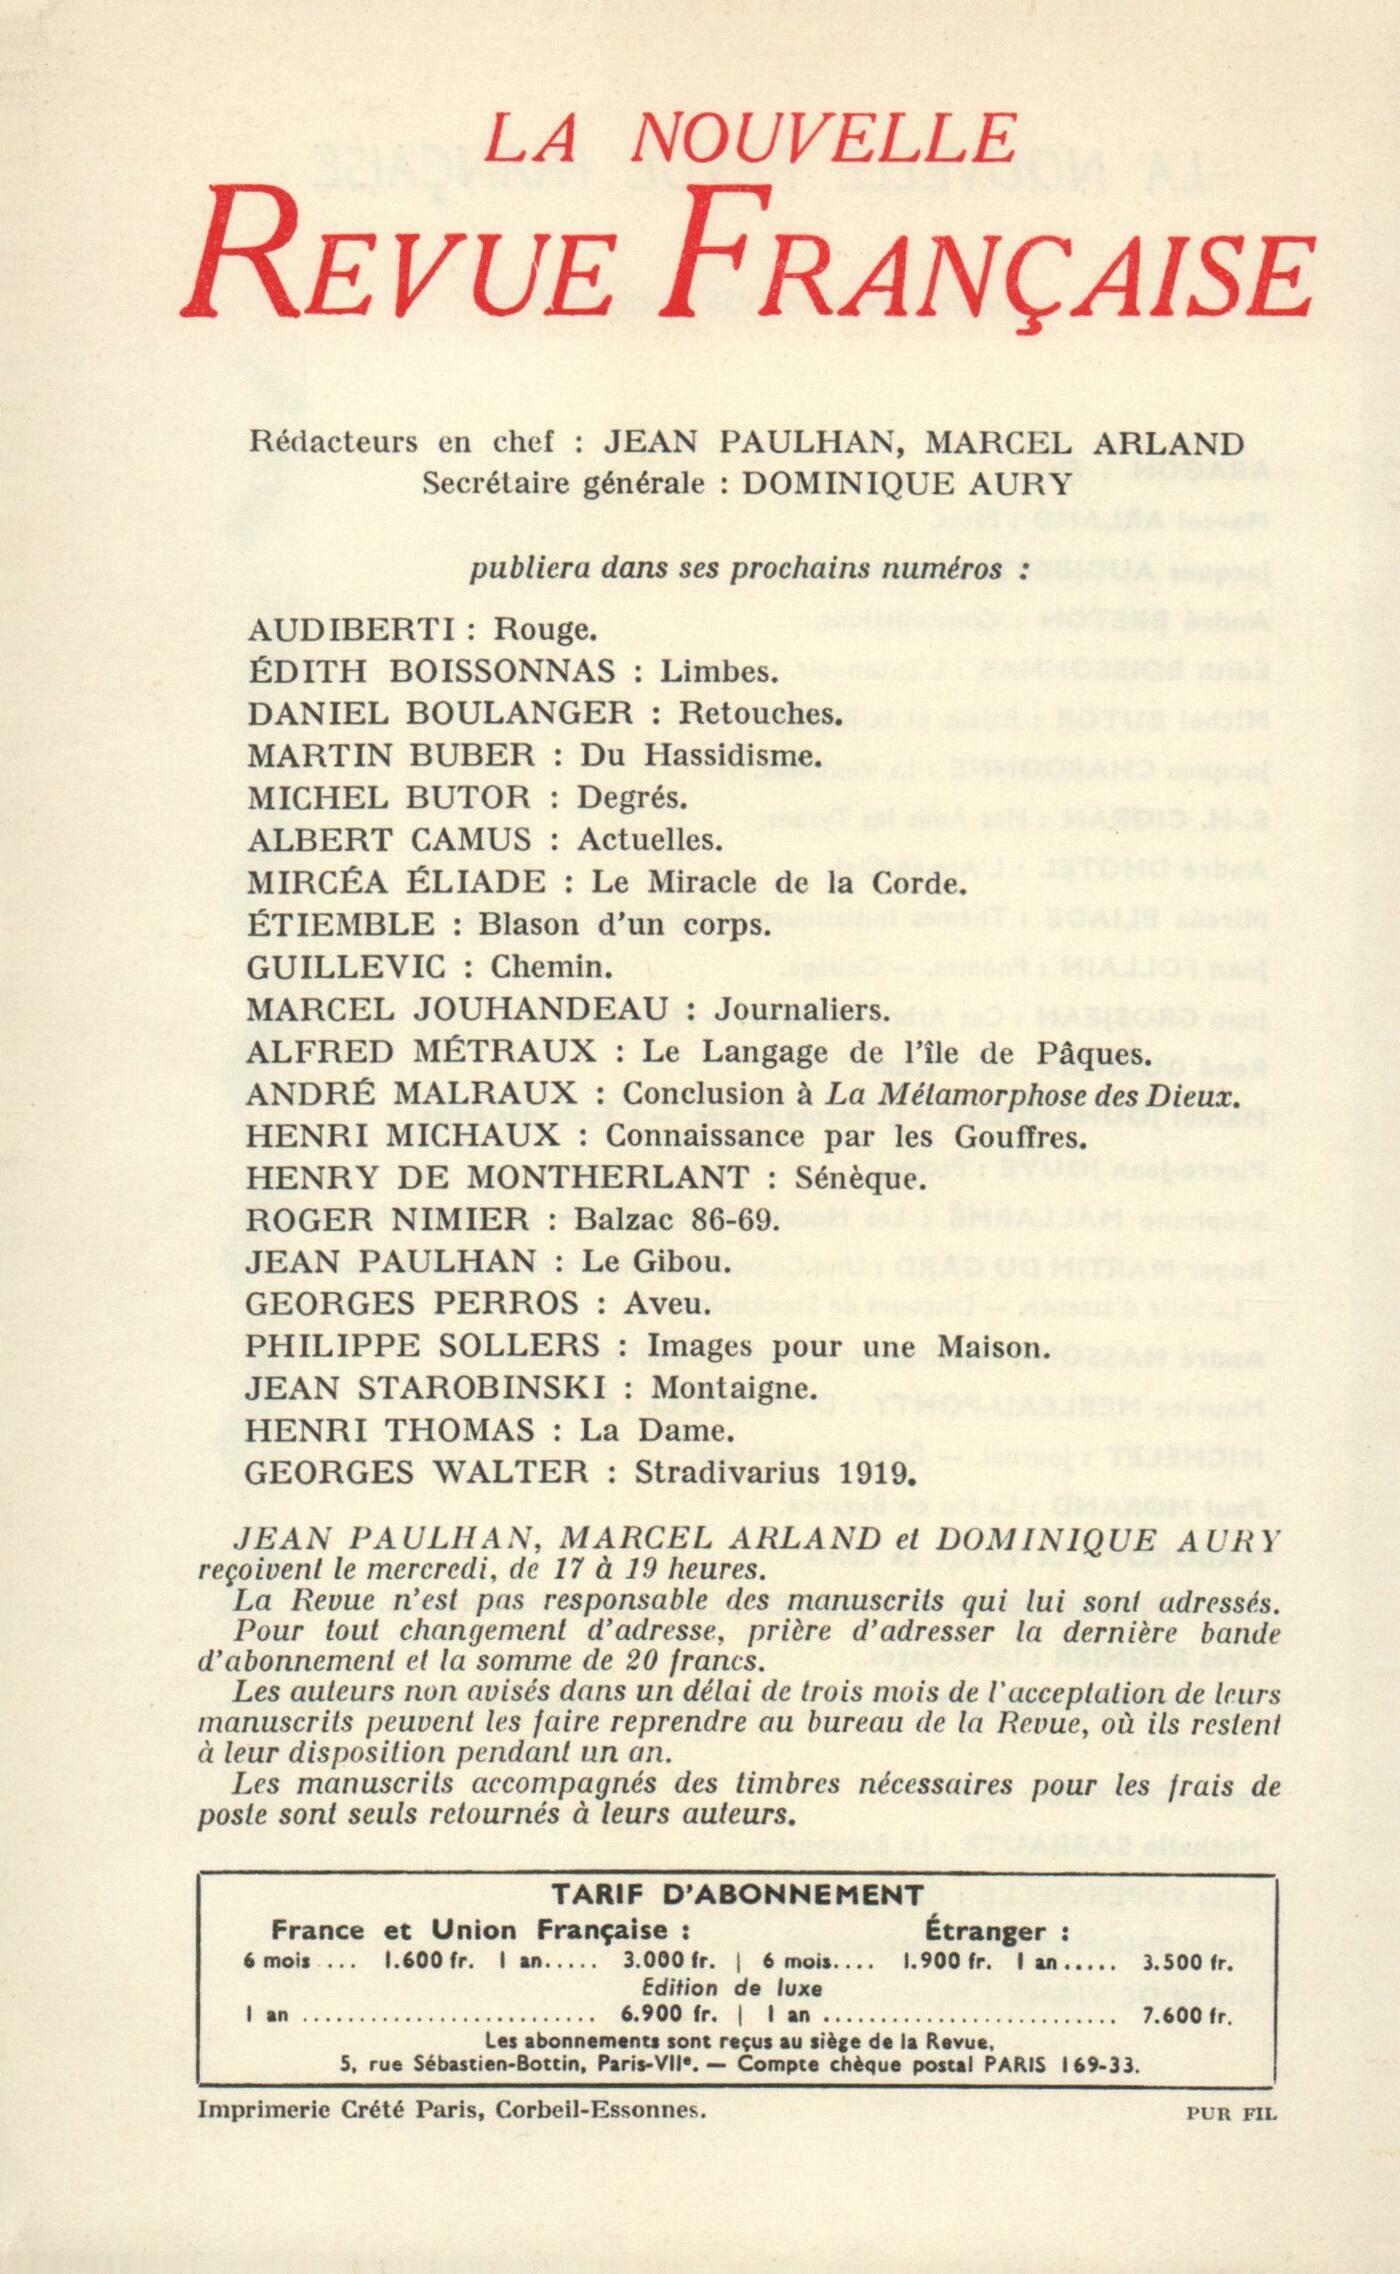 LA NOUVELLE
REVUE FRANÇAISE
Rédacteurs en chef : JEAN PAULHAN, MARCEL ARLAND
Secrétaire générale : DOMINIQUE AURY
publiera dans ses prochains numéros :
AUDIBERTI : Rouge.
ÉDITH BOISSONNAS : Limbes.
DANIEL BOULANGER : Retouches.
MARTIN BUBER : Du Hassidisme.
MICHEL BUTOR : Degrés.
ALBERT CAMUS : Actuelles.
MIRCÉA ÉLIADE : Le Miracle de la Corde.
ÉTIEMBLE : Blason d'un corps.
GUILLEVIC : Chemin.
MARCEL JOUHANDEAU : Journaliers.
ALFRED MÉTRAUX : Le Langage de l'île de Pâques.
ANDRÉ MALRAUX : Conclusion à La Métamorphose des Dieux.
HENRI MICHAUX : Connaissance par les Gouffres.
HENRY DE MONTHERLANT : Sénèque.
ROGER NIMIER : Balzac 86-69.
JEAN PAULHAN : Le Gibou.
GEORGES PERROS : Aveu.
PHILIPPE SOLLERS : Images pour une Maison.
JEAN STAROBINSKI : Montaigne.
HENRI THOMAS : La Dame.
GEORGES WALTER : Stradivarius 1919.
JEAN PAULHAN, MARCEL ARLAND et DOMINIQUE AURY
reçoivent le mercredi, de 17 à 19 heures.
La Revue n'est pas responsable des manuscrits qui lui sont adressés.
Pour tout changement d'adresse, prière d'adresser la dernière bande
d'abonnement et la somme de 20 francs.
Les auteurs non avisés dans un délai de trois mois de l'acceptation de leurs
manuscrits peuvent les faire reprendre au bureau de la Revue, où ils restent
à leur disposition pendant un an.
Les manuscrits accompagnés des timbres nécessaires pour les frais de
poste sont seuls retournés à leurs auteurs.
TARIF D'ABONNEMENT
France et Union Française : Étranger :
6 mois .... 1.600 fr. 1 an..... 3.000 fr. | 6 mois.... 1.900 fr. 1 an..... 3.500 fr.
Edition de luxe
1 an .......................... 6.900 fr. | 1 an .......................... 7.600 fr.
Les abonnements sont reçus au siège de la Revue,
5, rue Sébastien-Bottin, Paris-VIIe. — Compte chèque postal PARIS 169-33.
Imprimerie Crété Paris, Corbeil-Essonnes. PUR FIL